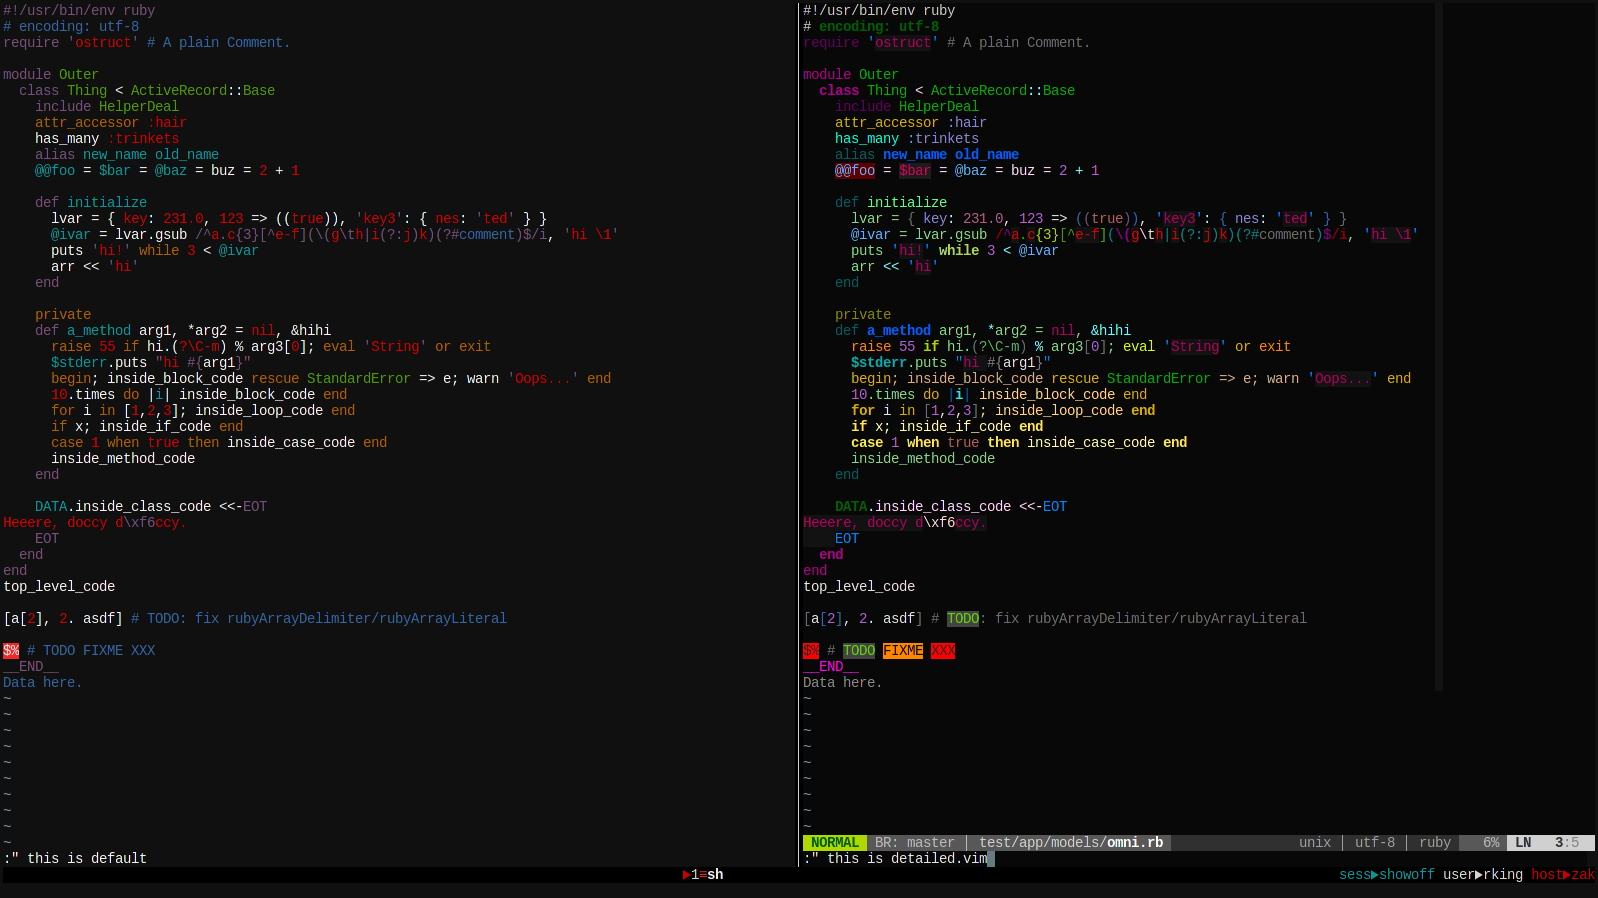 #!/usr/bin/env ruby
# encoding: utf-8
require 'ostruct' # A plain Comment.

module Outer
  class Thing < ActiveRecord::Base
    include HelperDeal
    attr_accessor :hair
    has_many :trinkets
    alias new_name old_name
    @@foo = $bar = @baz = buz = 2 + 1

    def initialize
      lvar = { key: 231.0, 123 => ((true)), 'key3': { nes: 'ted' } }
      @ivar = lvar.gsub /^a.c{3}[^e-f](\(g\th|i(?:j)k)(?#comment)$/i, 'hi \1'
      puts 'hi!' while 3 < @ivar
      arr << 'hi'
    end

    private
    def a_method arg1, *arg2 = nil, &hihi
      raise 55 if hi.(?\C-m) % arg3[0]; eval 'String' or exit
      $stderr.puts "hi #{arg1}"
      begin; inside_block_code rescue StandardError => e; warn 'Oops...' end
      10.times do |i| inside_block_code end
      for i in [1,2,3]; inside_loop_code end
      if x; inside_if_code end
      case 1 when true then inside_case_code end
      inside_method_code
    end

    DATA.inside_class_code <<-EOT
Heeere, doccy d\xf6ccy.
    EOT
  end
end
top_level_code

[a[2], 2. asdf] # TODO: fix rubyArrayDelimiter/rubyArrayLiteral

$% # TODO FIXME XXX
__END__
Data here.
~
~
~
~
~
~
~
~
~
~
:" this is default
#!/usr/bin/env ruby
# encoding: utf-8
require 'ostruct' # A plain Comment.

module Outer
  class Thing < ActiveRecord::Base
    include HelperDeal
    attr_accessor :hair
    has_many :trinkets
    alias new_name old_name
    @@foo = $bar = @baz = buz = 2 + 1

    def initialize
      lvar = { key: 231.0, 123 => ((true)), 'key3': { nes: 'ted' } }
      @ivar = lvar.gsub /^a.c{3}[^e-f](\(g\th|i(?:j)k)(?#comment)$/i, 'hi \1'
      puts 'hi!' while 3 < @ivar
      arr << 'hi'
    end

    private
    def a_method arg1, *arg2 = nil, &hihi
      raise 55 if hi.(?\C-m) % arg3[0]; eval 'String' or exit
      $stderr.puts "hi #{arg1}"
      begin; inside_block_code rescue StandardError => e; warn 'Oops...' end
      10.times do |i| inside_block_code end
      for i in [1,2,3]; inside_loop_code end
      if x; inside_if_code end
      case 1 when true then inside_case_code end
      inside_method_code
    end

    DATA.inside_class_code <<-EOT
Heeere, doccy d\xf6ccy.
    EOT
  end
end
top_level_code

[a[2], 2. asdf] # TODO: fix rubyArrayDelimiter/rubyArrayLiteral

$% # TODO FIXME XXX
__END__
Data here.
~
~
~
~
~
~
~
~
~
NORMAL BR: master | test/app/models/omni.rb unix | utf-8 | ruby 6% LN 3:5
:" this is detailed.vim
▶1≡sh sess▶showoff user▶rking host▶zak